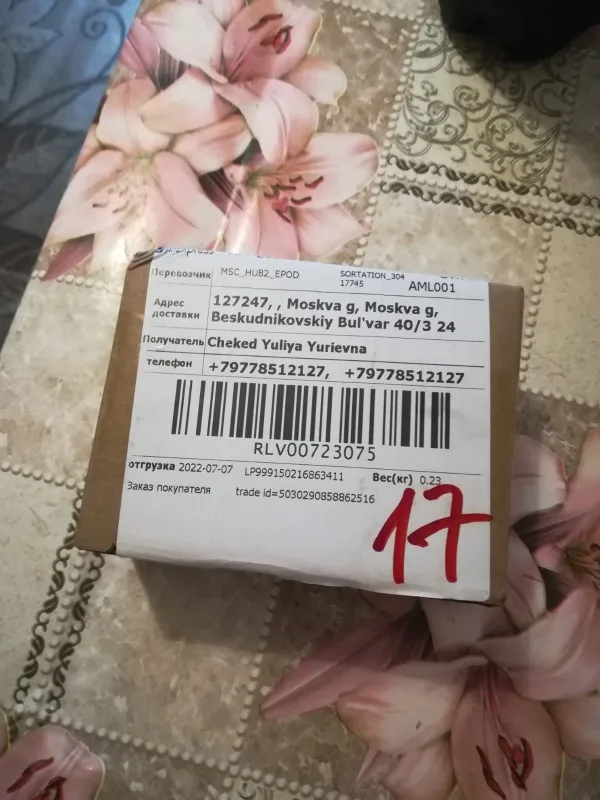 Перевозчик MSC_HUB2_EPOD SORTATION_304
17745 AML001
Адрес доставки 127247, , Moskva g, Moskva g,
Beskudnikovskiy Bul'var 40/3 24
Получатель Cheked Yuliya Yurievna
телефон +79778512127, +79778512127
RLV00723075
отгрузка 2022-07-07 LP999150216863411 Вес(кг) 0.23
Заказ покупателя trade id=5030290858862516
17